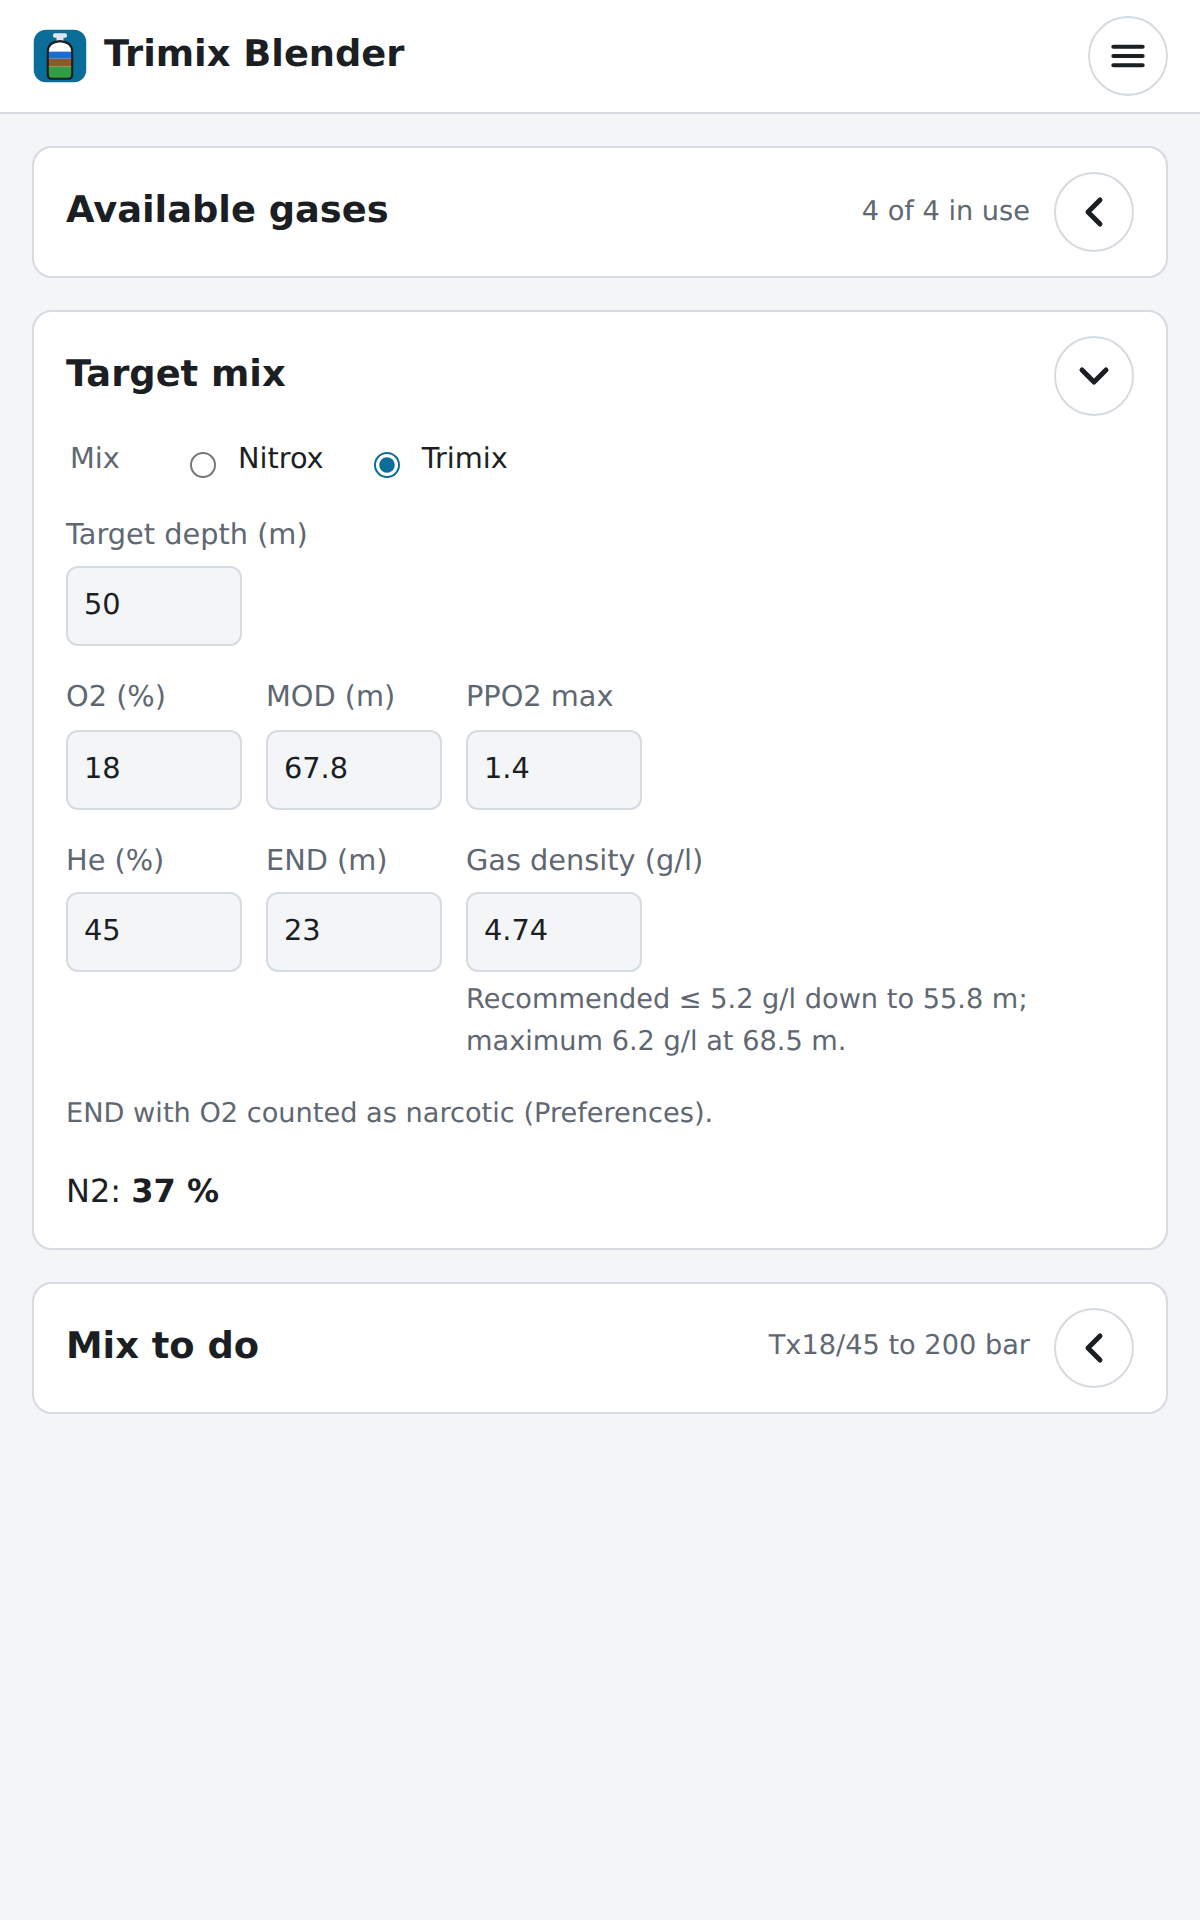 Trimix Blender
Available gases
4 of 4 in use
Target mix
Mix Nitrox Trimix
Target depth (m)
50
O2 (%) MOD (m) PPO2 max
18 67.8 1.4
He (%) END (m) Gas density (g/l)
45 23 4.74
Recommended ≤ 5.2 g/l down to 55.8 m;
maximum 6.2 g/l at 68.5 m.
END with O2 counted as narcotic (Preferences).
N2: 37 %
Mix to do
Tx18/45 to 200 bar